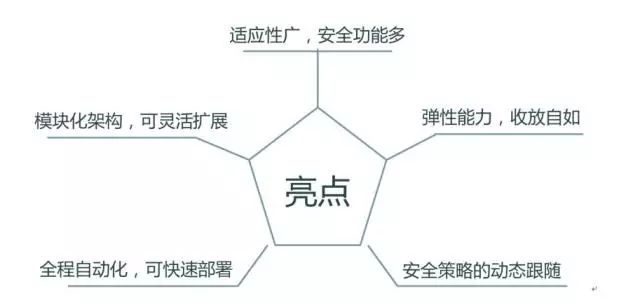 适应性广，安全功能多
模块化架构，可灵活扩展
弹性能力，收放自如
亮点
全程自动化，可快速部署
安全策略的动态跟随